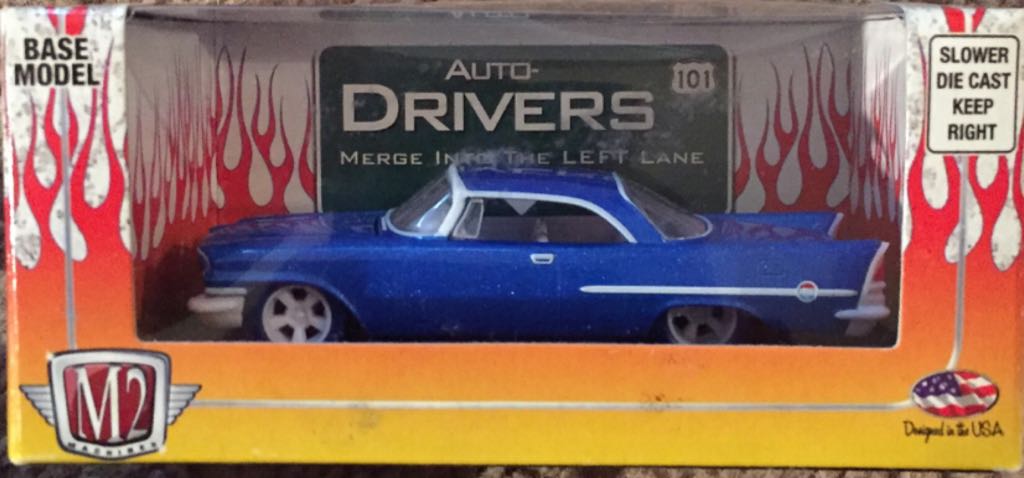 BASE
MODEL
AUTO-
DRIVERS
101
MERGE INTO THE LEFT LANE
SLOWER
DIE CAST
KEEP
RIGHT
M2
MACHINES
Designed in the USA